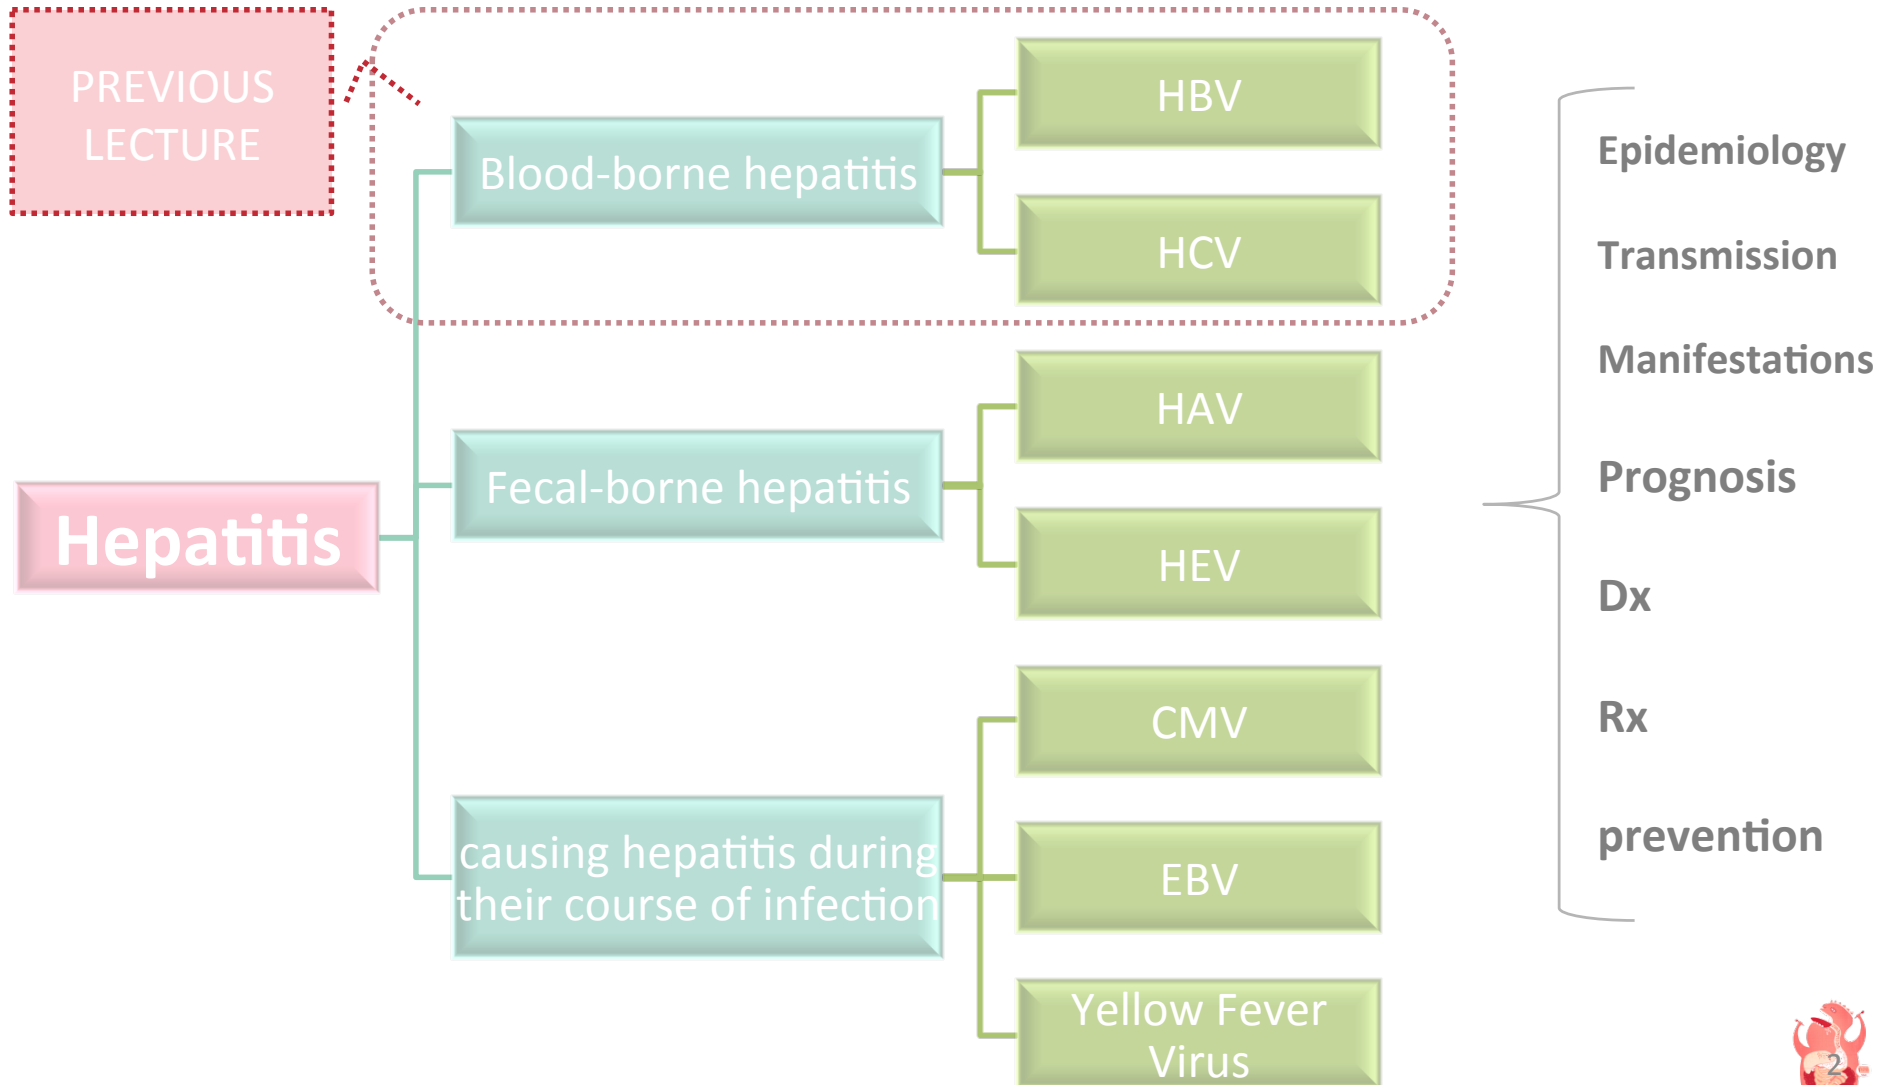 PREVIOUS
LECTURE
Hepatitis
Blood-borne hepatitis
HBV
HCV
Fecal-borne hepatitis
HAV
HEV
causing hepatitis during
their course of infection
CMV
EBV
Yellow Fever
Virus
Epidemiology
Transmission
Manifestations
Prognosis
Dx
Rx
prevention
2